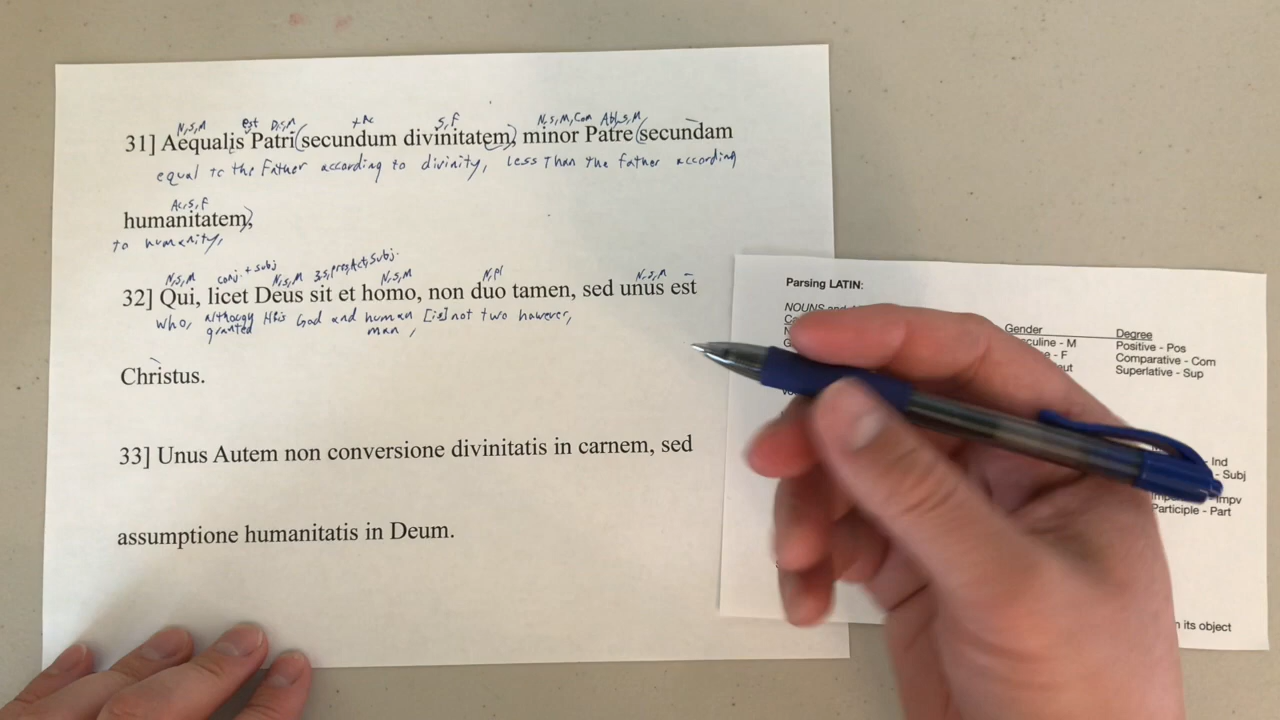 N,S,M est D,S,M + Ac S, F N, S, M, Com Abl, S, M
31] Aequalis Patri (secundum divinitatem) minor Patre (secundam
equal to the Father according to divinity, less than the father according
Ac, S, F
humanitatem),
to humanity,
N,S,M conj. + subj N,S,M 3,S,Pres,Act,Subj. N,S,M N,Pl N,S,M
32] Qui, licet Deus sit et homo, non duo tamen, sed unus est
who, although He is God and human [is] not two however,
granted man,
Christus.
33] Unus Autem non conversione divinitatis in carnem, sed
assumptione humanitatis in Deum.
Parsing LATIN:
NOUNS and
Gender Degree
- M Positive - Pos
- F Comparative - Com
Superlative - Sup
- Ind
- Subj
- Impv
Participle - Part
its object